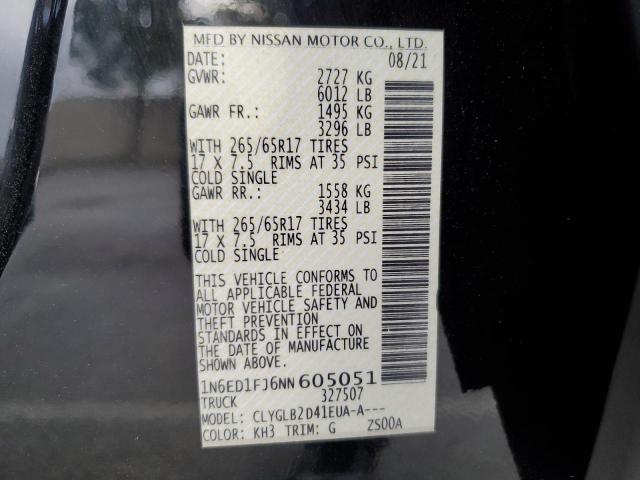 MFD BY NISSAN MOTOR CO., LTD.
DATE: 08/21
GVWR: 2727 KG
6012 LB
GAWR FR.: 1495 KG
3296 LB
WITH 265/65R17 TIRES
17 X 7.5 RIMS AT 35 PSI
COLD SINGLE
GAWR RR.: 1558 KG
3434 LB
WITH 265/65R17 TIRES
17 X 7.5 RIMS AT 35 PSI
COLD SINGLE
THIS VEHICLE CONFORMS TO
ALL APPLICABLE FEDERAL
MOTOR VEHICLE SAFETY AND
THEFT PREVENTION
STANDARDS IN EFFECT ON
THE DATE OF MANUFACTURE
SHOWN ABOVE.
1N6ED1FJ6NN605051
TRUCK 327507
MODEL: CLYGLB2D41EUA-A---
COLOR: KH3 TRIM: G ZS00A